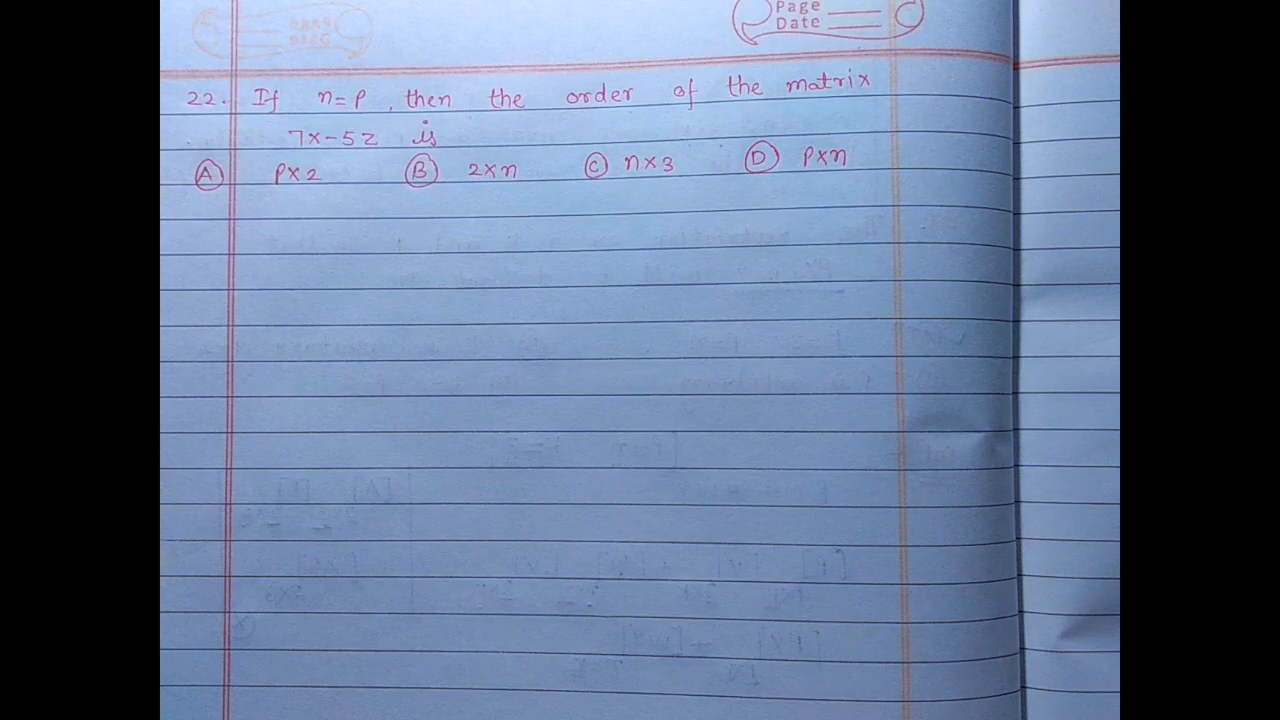 Page
Date
22. If n=p, then the order of the matrix
7x-5z is
(A) p×2 (B) 2×n (C) n×3 (D) p×n